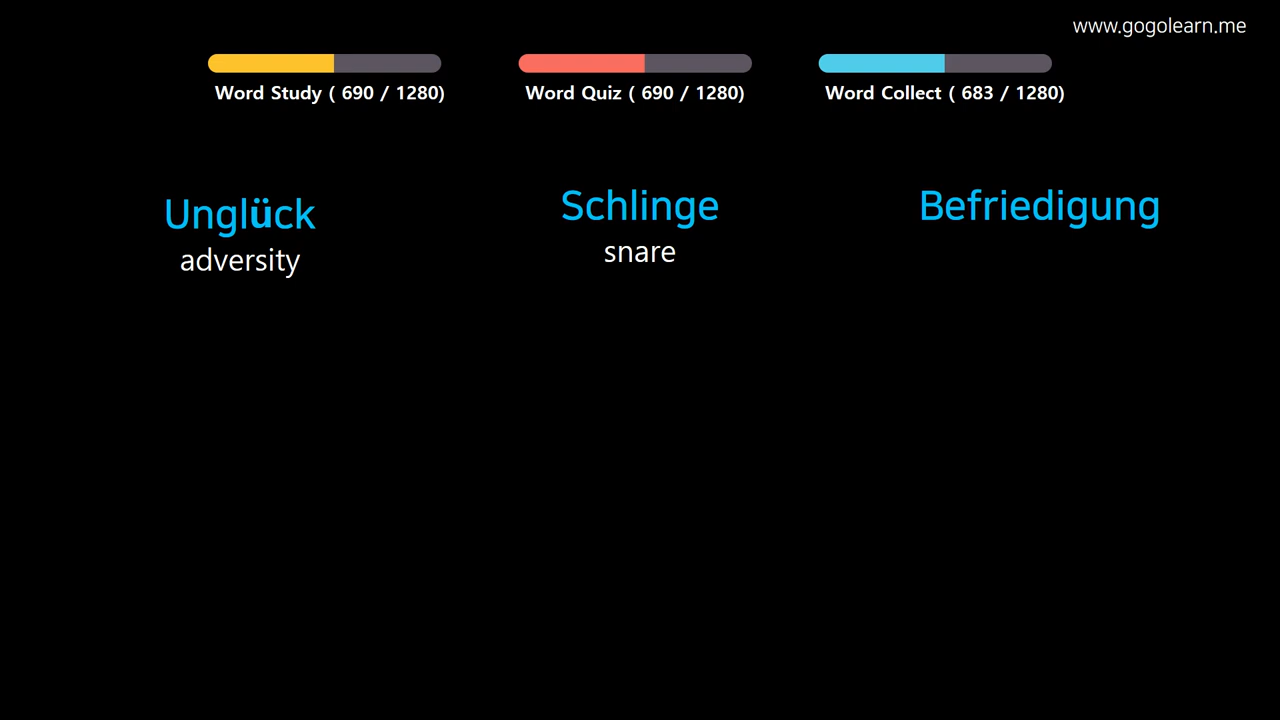 www.gogolearn.me
Word Study ( 690 / 1280)
Word Quiz ( 690 / 1280)
Word Collect ( 683 / 1280)
Unglück
adversity
Schlinge
snare
Befriedigung